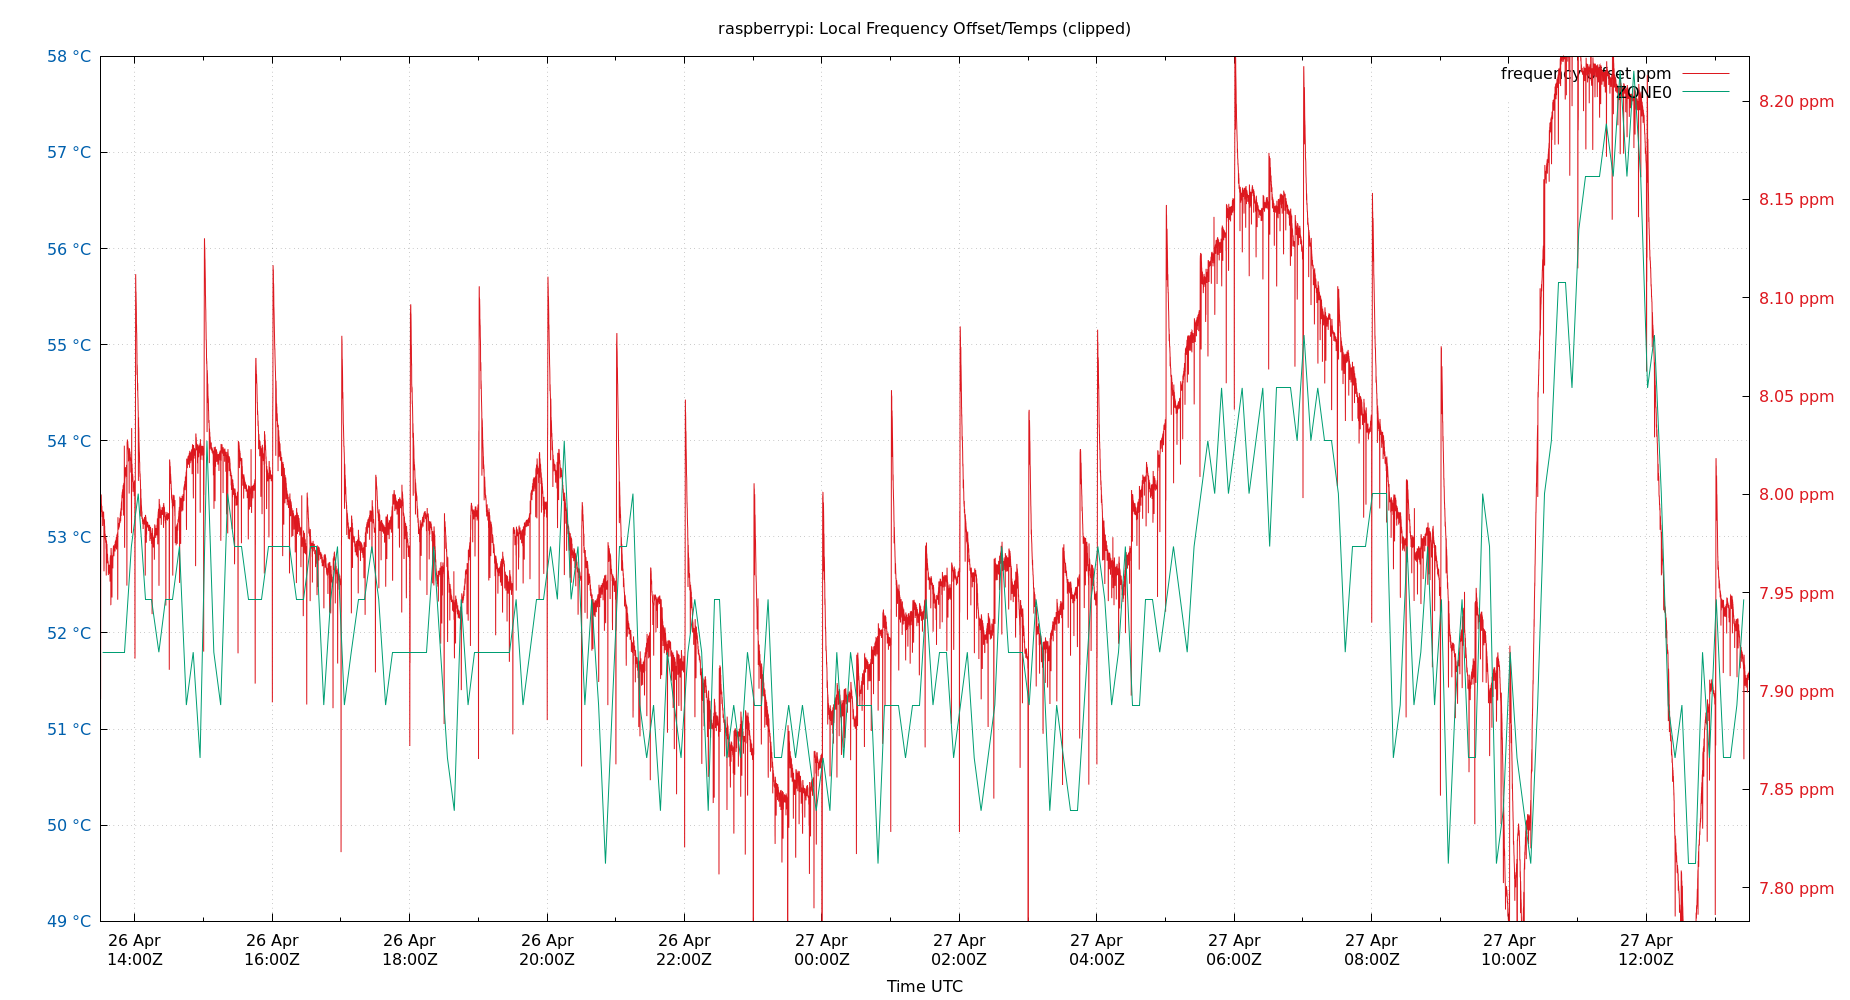 raspberrypi: Local Frequency Offset/Temps (clipped)
58 °C
57 °C
56 °C
55 °C
54 °C
53 °C
52 °C
51 °C
50 °C
49 °C
frequency offset ppm
ZONE0
8.20 ppm
8.15 ppm
8.10 ppm
8.05 ppm
8.00 ppm
7.95 ppm
7.90 ppm
7.85 ppm
7.80 ppm
26 Apr
14:00Z
26 Apr
16:00Z
26 Apr
18:00Z
26 Apr
20:00Z
26 Apr
22:00Z
27 Apr
00:00Z
27 Apr
02:00Z
27 Apr
04:00Z
27 Apr
06:00Z
27 Apr
08:00Z
27 Apr
10:00Z
27 Apr
12:00Z
Time UTC